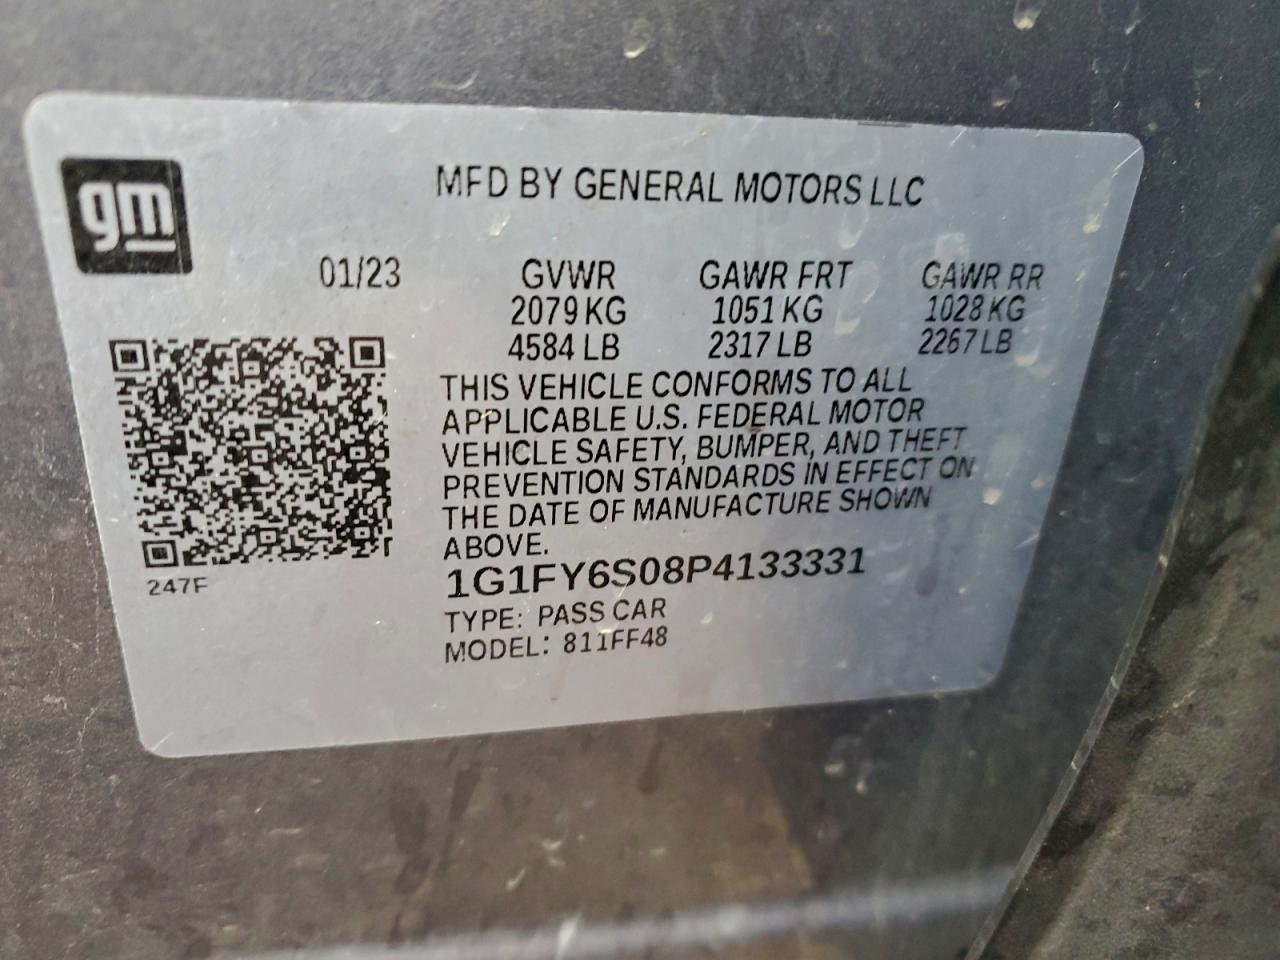 gm
MFD BY GENERAL MOTORS LLC
01/23 GVWR GAWR FRT GAWR RR
2079 KG 1051 KG 1028 KG
4584 LB 2317 LB 2267 LB
THIS VEHICLE CONFORMS TO ALL
APPLICABLE U.S. FEDERAL MOTOR
VEHICLE SAFETY, BUMPER, AND THEFT
PREVENTION STANDARDS IN EFFECT ON
THE DATE OF MANUFACTURE SHOWN
ABOVE.
247F
1G1FY6S08P4133331
TYPE: PASS CAR
MODEL: 811FF48